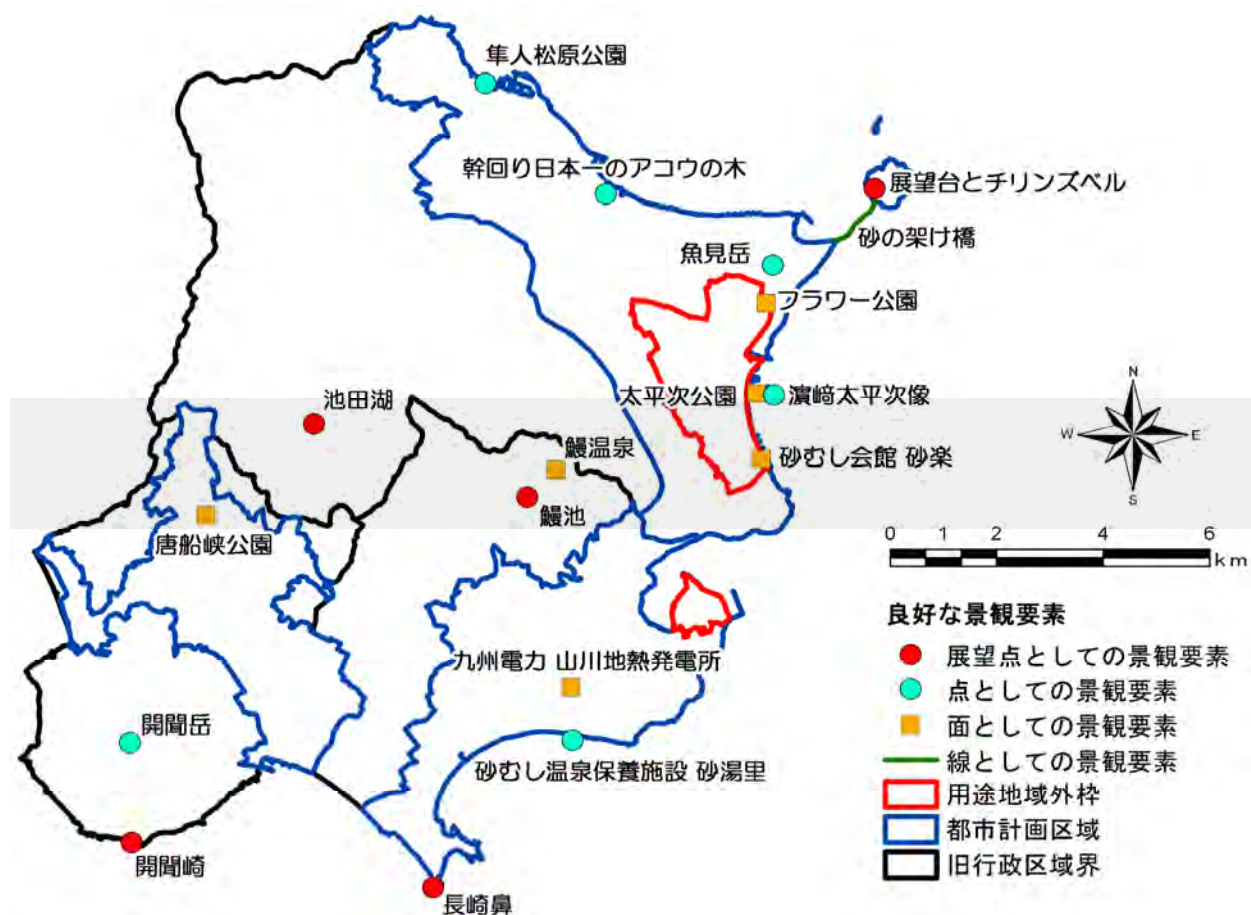 隼人松原公園
幹回り日本一のアコウの木
展望台とチリンズベル
砂の架け橋
魚見岳
フラワー公園
太平次公園
濵﨑太平次像
池田湖
鰻温泉
砂むし会館 砂楽
鰻池
唐船峡公園
九州電力 山川地熱発電所
開聞岳
砂むし温泉保養施設 砂湯里
開聞崎
長崎鼻
N
W
E
S
0 1 2 4 6
km
良好な景観要素
展望点としての景観要素
点としての景観要素
面としての景観要素
線としての景観要素
用途地域外枠
都市計画区域
旧行政区域界